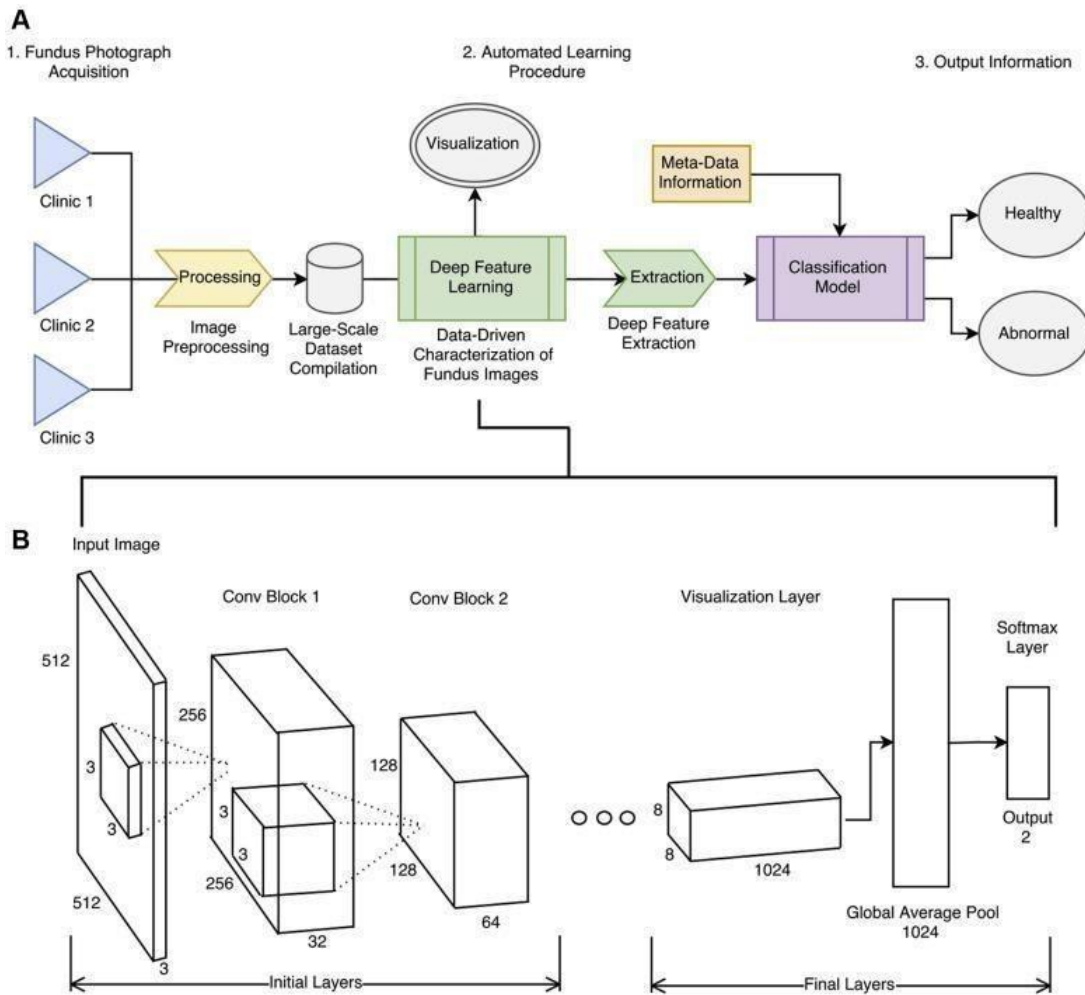 A
1. Fundus Photograph
Acquisition
2. Automated Learning
Procedure
3. Output Information
Clinic 1
Clinic 2
Clinic 3
Processing
Image
Preprocessing
Large-Scale
Dataset
Compilation
Visualization
Deep Feature
Learning
Data-Driven
Characterization of
Fundus Images
Extraction
Deep Feature
Extraction
Meta-Data
Information
Classification
Model
Healthy
Abnormal
B
Input Image
512
3
3
512
3
Conv Block 1
256
3
3
256
32
Conv Block 2
128
128
64
Initial Layers
Visualization Layer
8
8
1024
Global Average Pool
1024
Softmax
Layer
Output
2
Final Layers